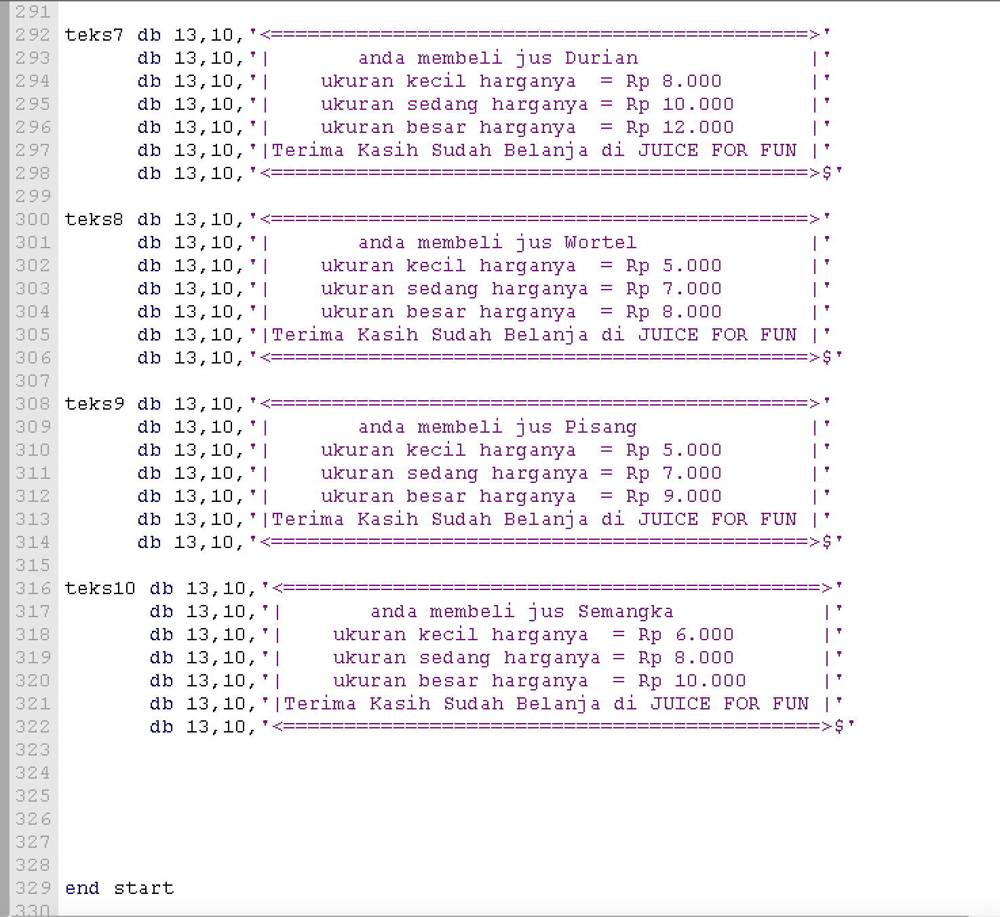 291
292 teks7 db 13,10,'<============================================>'
293       db 13,10,'|       anda membeli jus Durian              |'
294       db 13,10,'|    ukuran kecil harganya  = Rp 8.000       |'
295       db 13,10,'|    ukuran sedang harganya = Rp 10.000      |'
296       db 13,10,'|    ukuran besar harganya  = Rp 12.000      |'
297       db 13,10,'|Terima Kasih Sudah Belanja di JUICE FOR FUN |'
298       db 13,10,'<============================================>$'
299
300 teks8 db 13,10,'<============================================>'
301       db 13,10,'|       anda membeli jus Wortel              |'
302       db 13,10,'|    ukuran kecil harganya  = Rp 5.000       |'
303       db 13,10,'|    ukuran sedang harganya = Rp 7.000       |'
304       db 13,10,'|    ukuran besar harganya  = Rp 8.000       |'
305       db 13,10,'|Terima Kasih Sudah Belanja di JUICE FOR FUN |'
306       db 13,10,'<============================================>$'
307
308 teks9 db 13,10,'<============================================>'
309       db 13,10,'|       anda membeli jus Pisang              |'
310       db 13,10,'|    ukuran kecil harganya  = Rp 5.000       |'
311       db 13,10,'|    ukuran sedang harganya = Rp 7.000       |'
312       db 13,10,'|    ukuran besar harganya  = Rp 9.000       |'
313       db 13,10,'|Terima Kasih Sudah Belanja di JUICE FOR FUN |'
314       db 13,10,'<============================================>$'
315
316 teks10 db 13,10,'<============================================>'
317        db 13,10,'|       anda membeli jus Semangka            |'
318        db 13,10,'|    ukuran kecil harganya  = Rp 6.000       |'
319        db 13,10,'|    ukuran sedang harganya = Rp 8.000       |'
320        db 13,10,'|    ukuran besar harganya  = Rp 10.000      |'
321        db 13,10,'|Terima Kasih Sudah Belanja di JUICE FOR FUN |'
322        db 13,10,'<============================================>$'
323
324
325
326
327
328
329 end start
330